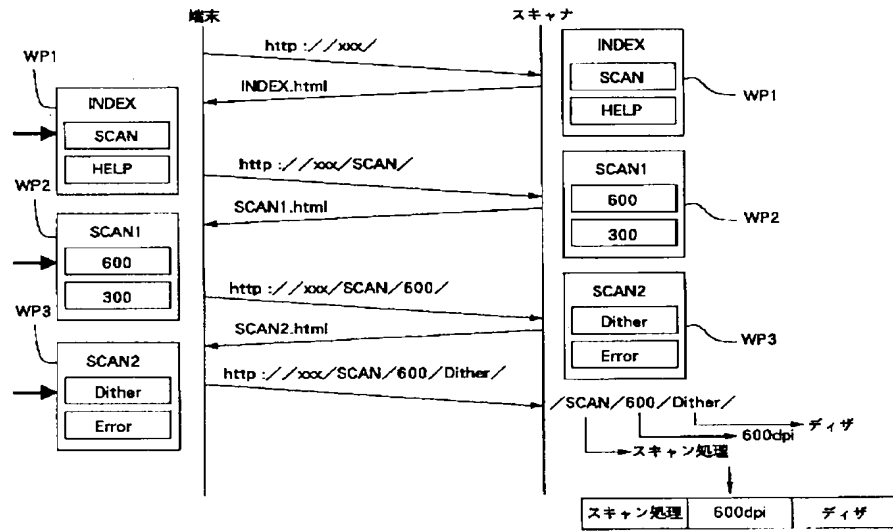 端末
スキャナ
http://xxx/
INDEX.html
WP1
INDEX
SCAN
HELP
INDEX
SCAN
HELP
WP1
http://xxx/SCAN/
SCAN1.html
WP2
SCAN1
600
300
SCAN1
600
300
WP2
http://xxx/SCAN/600/
SCAN2.html
WP3
SCAN2
Dither
Error
SCAN2
Dither
Error
WP3
http://xxx/SCAN/600/Dither/
/SCAN/600/Dither/
ディザ
600dpi
スキャン処理
スキャン処理 600dpi ディザ